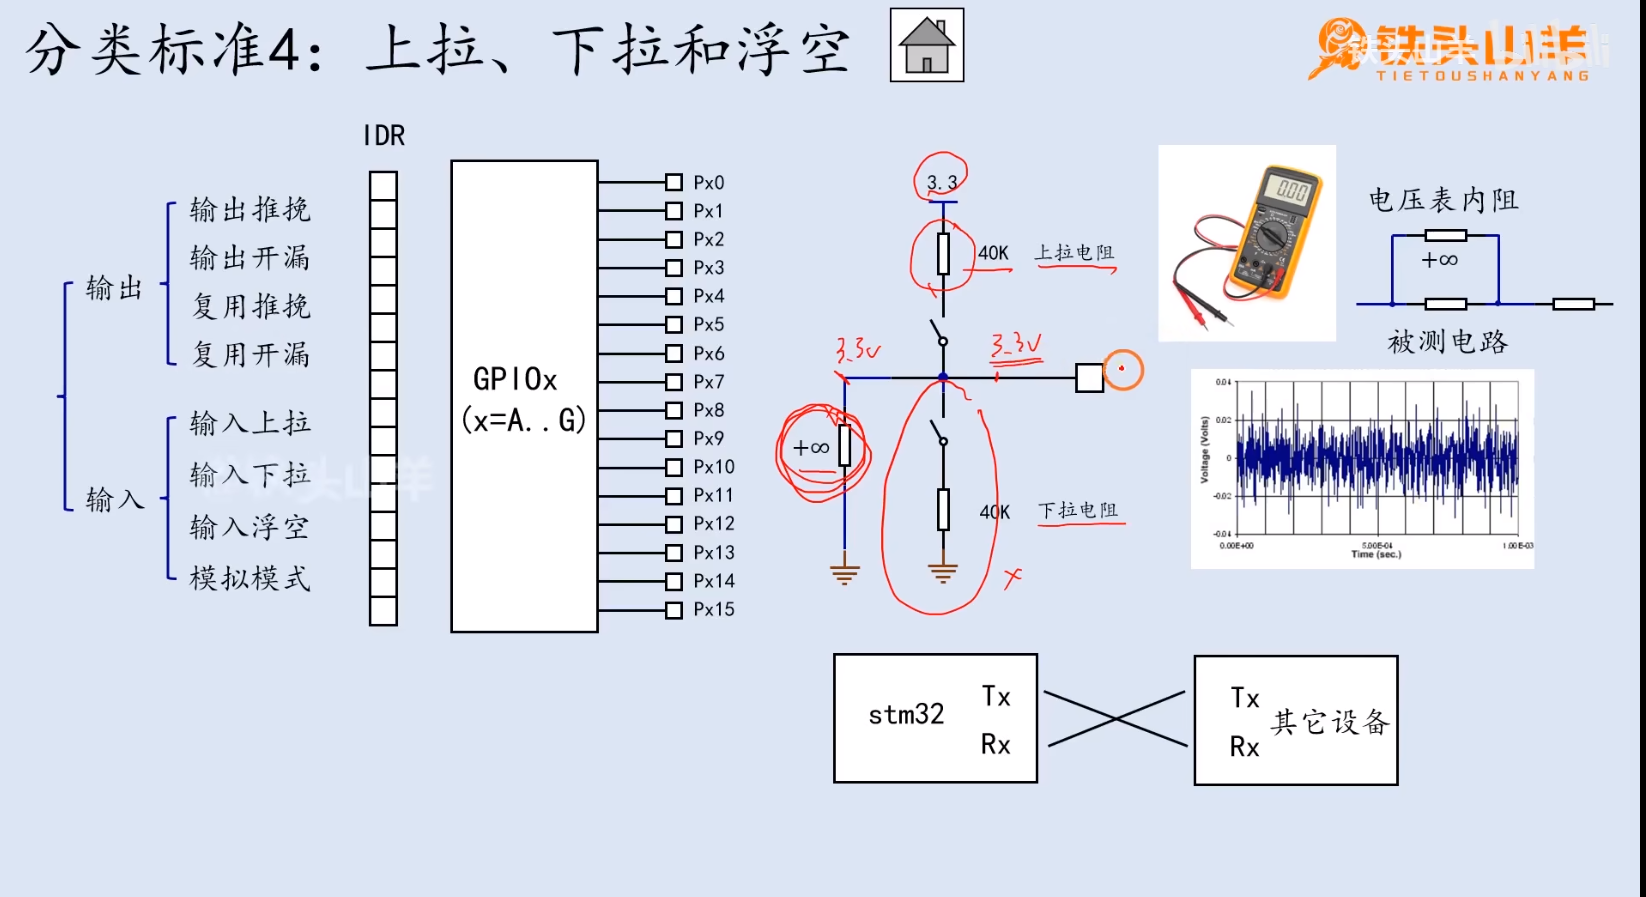 分类标准4：上拉、下拉和浮空
铁头山羊
TIETOUSHANYANG
IDR
输出
输出推挽
输出开漏
复用推挽
复用开漏
输入
输入上拉
输入下拉
输入浮空
模拟模式
GPIOx
(x=A..G)
Px0
Px1
Px2
Px3
Px4
Px5
Px6
Px7
Px8
Px9
Px10
Px11
Px12
Px13
Px14
Px15
3.3
40K 上拉电阻
3.3v
3.3v
+∞
40K 下拉电阻
0.00
电压表内阻
+∞
被测电路
Voltage (Volts)
0.04
0.02
0
-0.02
-0.04
0.00E+00
5.00E-04
1.00E-03
Time (sec.)
stm32
Tx
Rx
Tx
Rx
其它设备